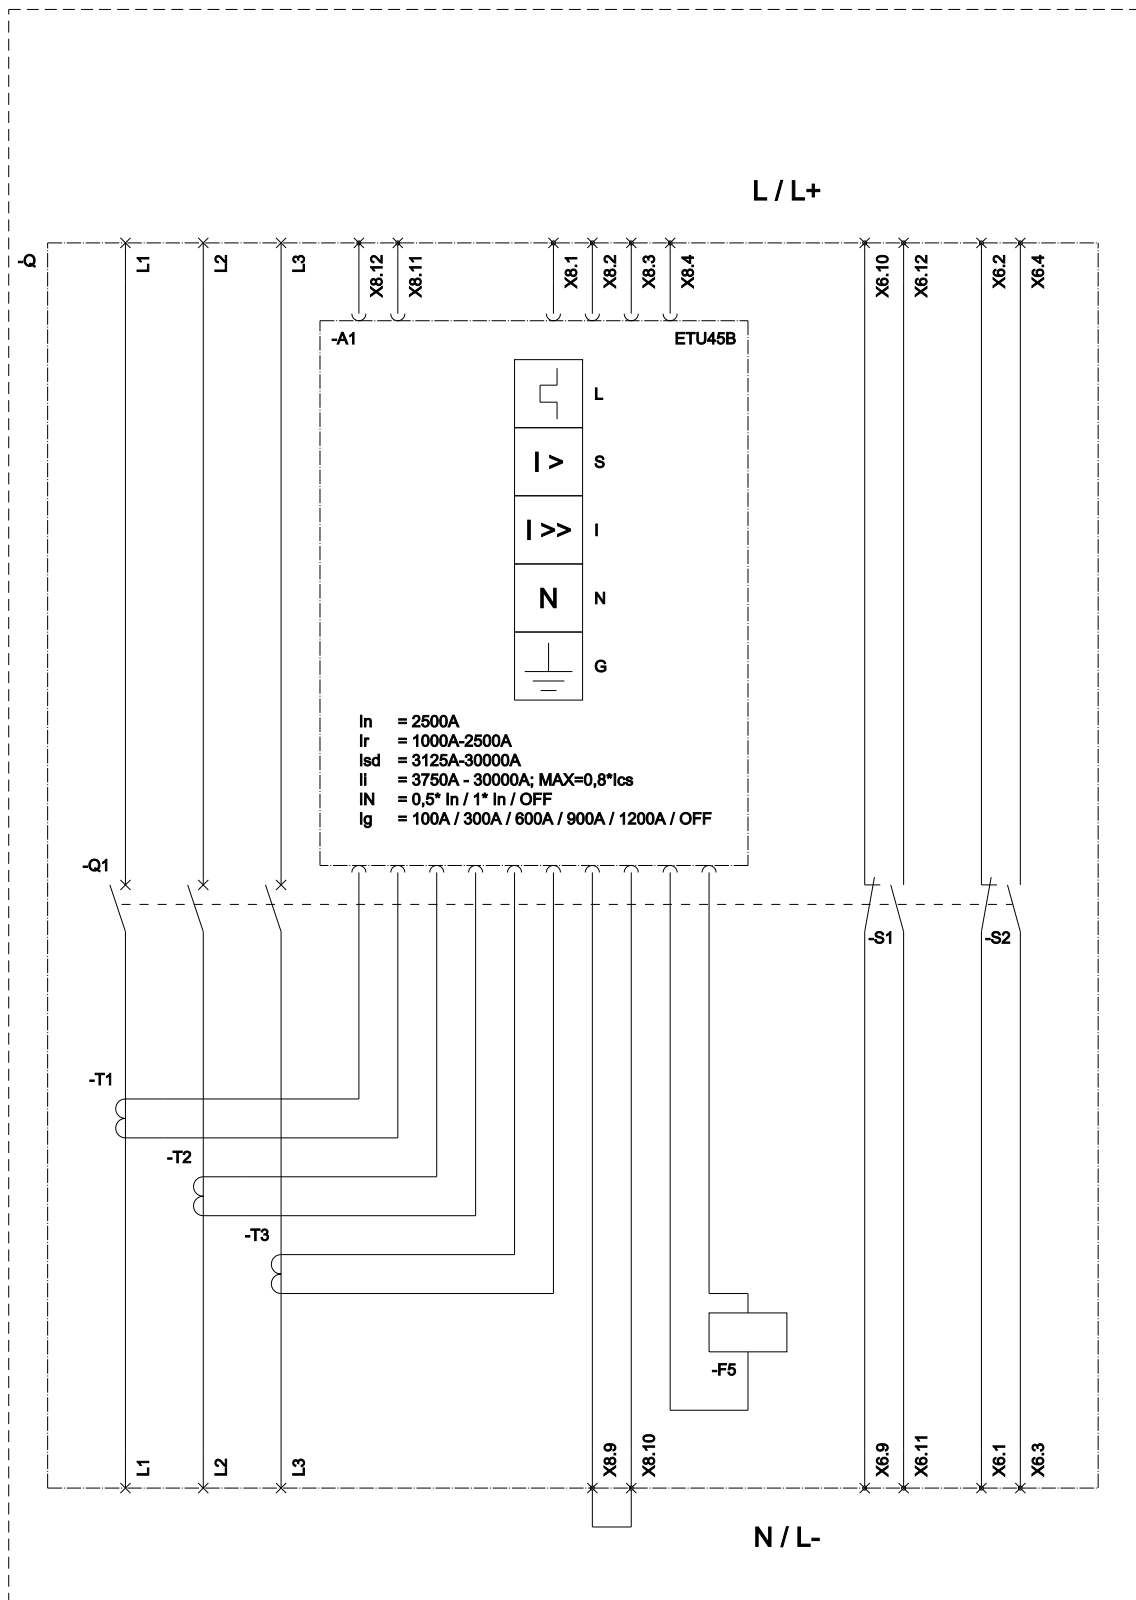 L / L+
-Q
L1
L2
L3
X8.12
X8.11
X8.1
X8.2
X8.3
X8.4
X6.10
X6.12
X6.2
X6.4
-A1
ETU45B
L
I >
S
I >>
I
N
N
G
In = 2500A
Ir = 1000A-2500A
Isd = 3125A-30000A
Ii = 3750A - 30000A; MAX=0,8*Ics
IN = 0,5* In / 1* In / OFF
Ig = 100A / 300A / 600A / 900A / 1200A / OFF
-Q1
-S1
-S2
-T1
-T2
-T3
-F5
L1
L2
L3
X8.9
X8.10
X6.9
X6.11
X6.1
X6.3
N / L-